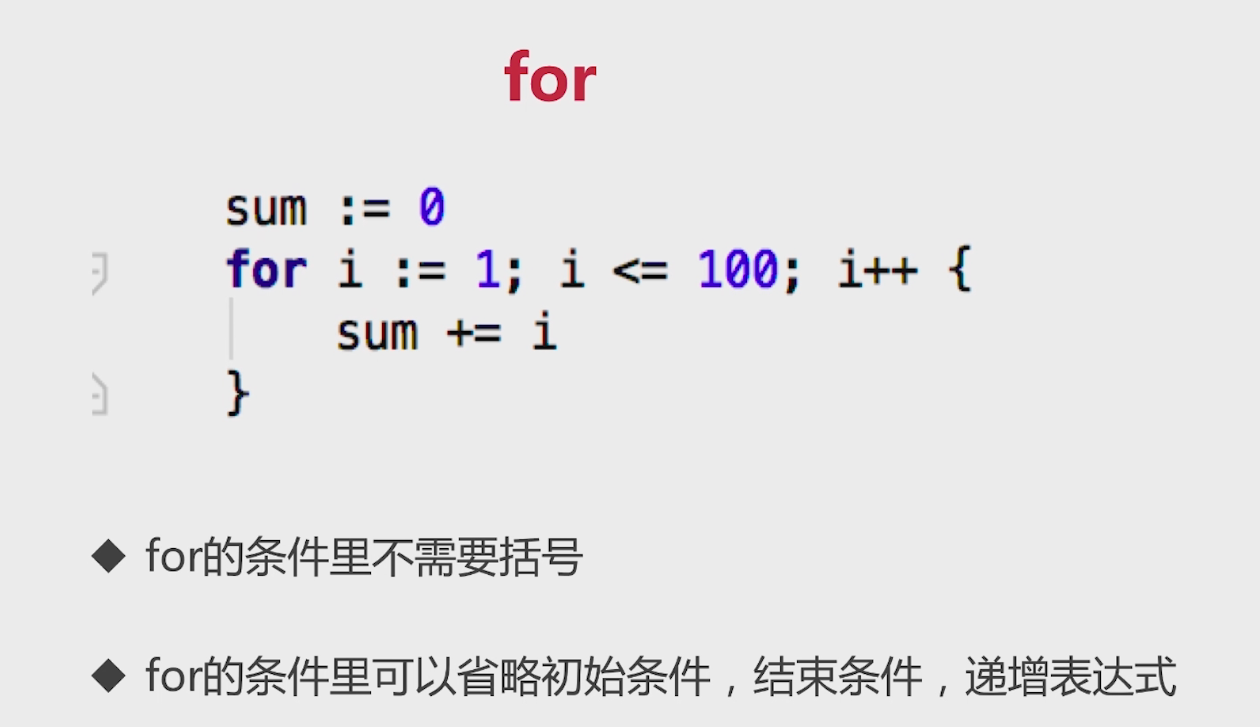 for
sum := 0
for i := 1; i <= 100; i++ {
    sum += i
}
◆ for的条件里不需要括号
◆ for的条件里可以省略初始条件，结束条件，递增表达式